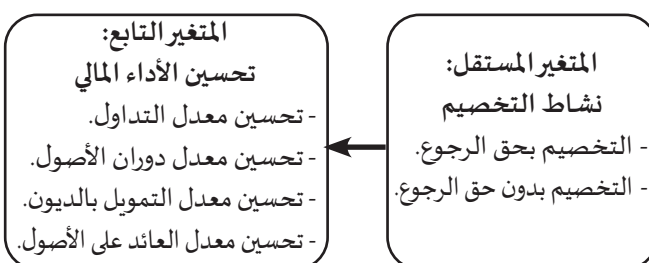 المتغير المستقل:
نشاط التخصيم
- التخصيم بحق الرجوع.
- التخصيم بدون حق الرجوع.
المتغير التابع:
تحسين الأداء المالي
- تحسين معدل التداول.
- تحسين معدل دوران الأصول.
- تحسين معدل التمويل بالديون.
- تحسين معدل العائد على الأصول.